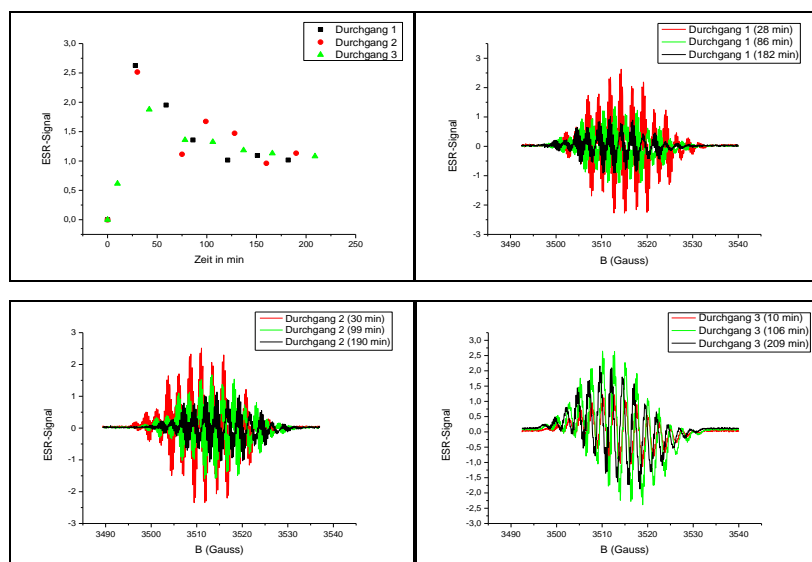 Durchgang 1
Durchgang 2
Durchgang 3
ESR-Signal
3,0
2,5
2,0
1,5
1,0
0,5
0,0
0 50 100 150 200 250
Zeit in min
Durchgang 1 (28 min)
Durchgang 1 (86 min)
Durchgang 1 (182 min)
ESR-Signal
3
2
1
0
-1
-2
-3
3490 3500 3510 3520 3530 3540
B (Gauss)
Durchgang 2 (30 min)
Durchgang 2 (99 min)
Durchgang 2 (190 min)
ESR-Signal
3
2
1
0
-1
-2
-3
3490 3500 3510 3520 3530 3540
B (Gauss)
Durchgang 3 (10 min)
Durchgang 3 (106 min)
Durchgang 3 (209 min)
ESR-Signal
3,0
2,5
2,0
1,5
1,0
0,5
0,0
-0,5
-1,0
-1,5
-2,0
-2,5
-3,0
3490 3500 3510 3520 3530 3540
B (Gauss)